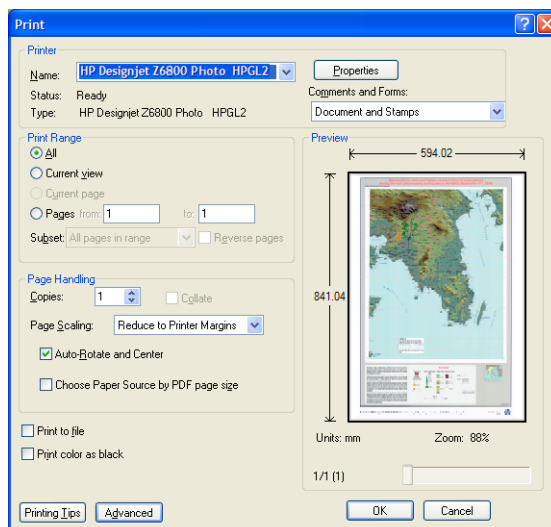 Print
Printer
Name: HP Designjet Z6800 Photo HPGL2
Properties
Status: Ready
Comments and Forms:
Type: HP Designjet Z6800 Photo HPGL2
Document and Stamps
Print Range
All
Current view
Current page
Pages from: 1 to: 1
Subset: All pages in range
Reverse pages
Preview
594.02
841.04
Page Handling
Copies: 1
Collate
Page Scaling: Reduce to Printer Margins
Auto-Rotate and Center
Choose Paper Source by PDF page size
Print to file
Print color as black
Units: mm
Zoom: 88%
1/1 (1)
Printing Tips
Advanced
OK
Cancel